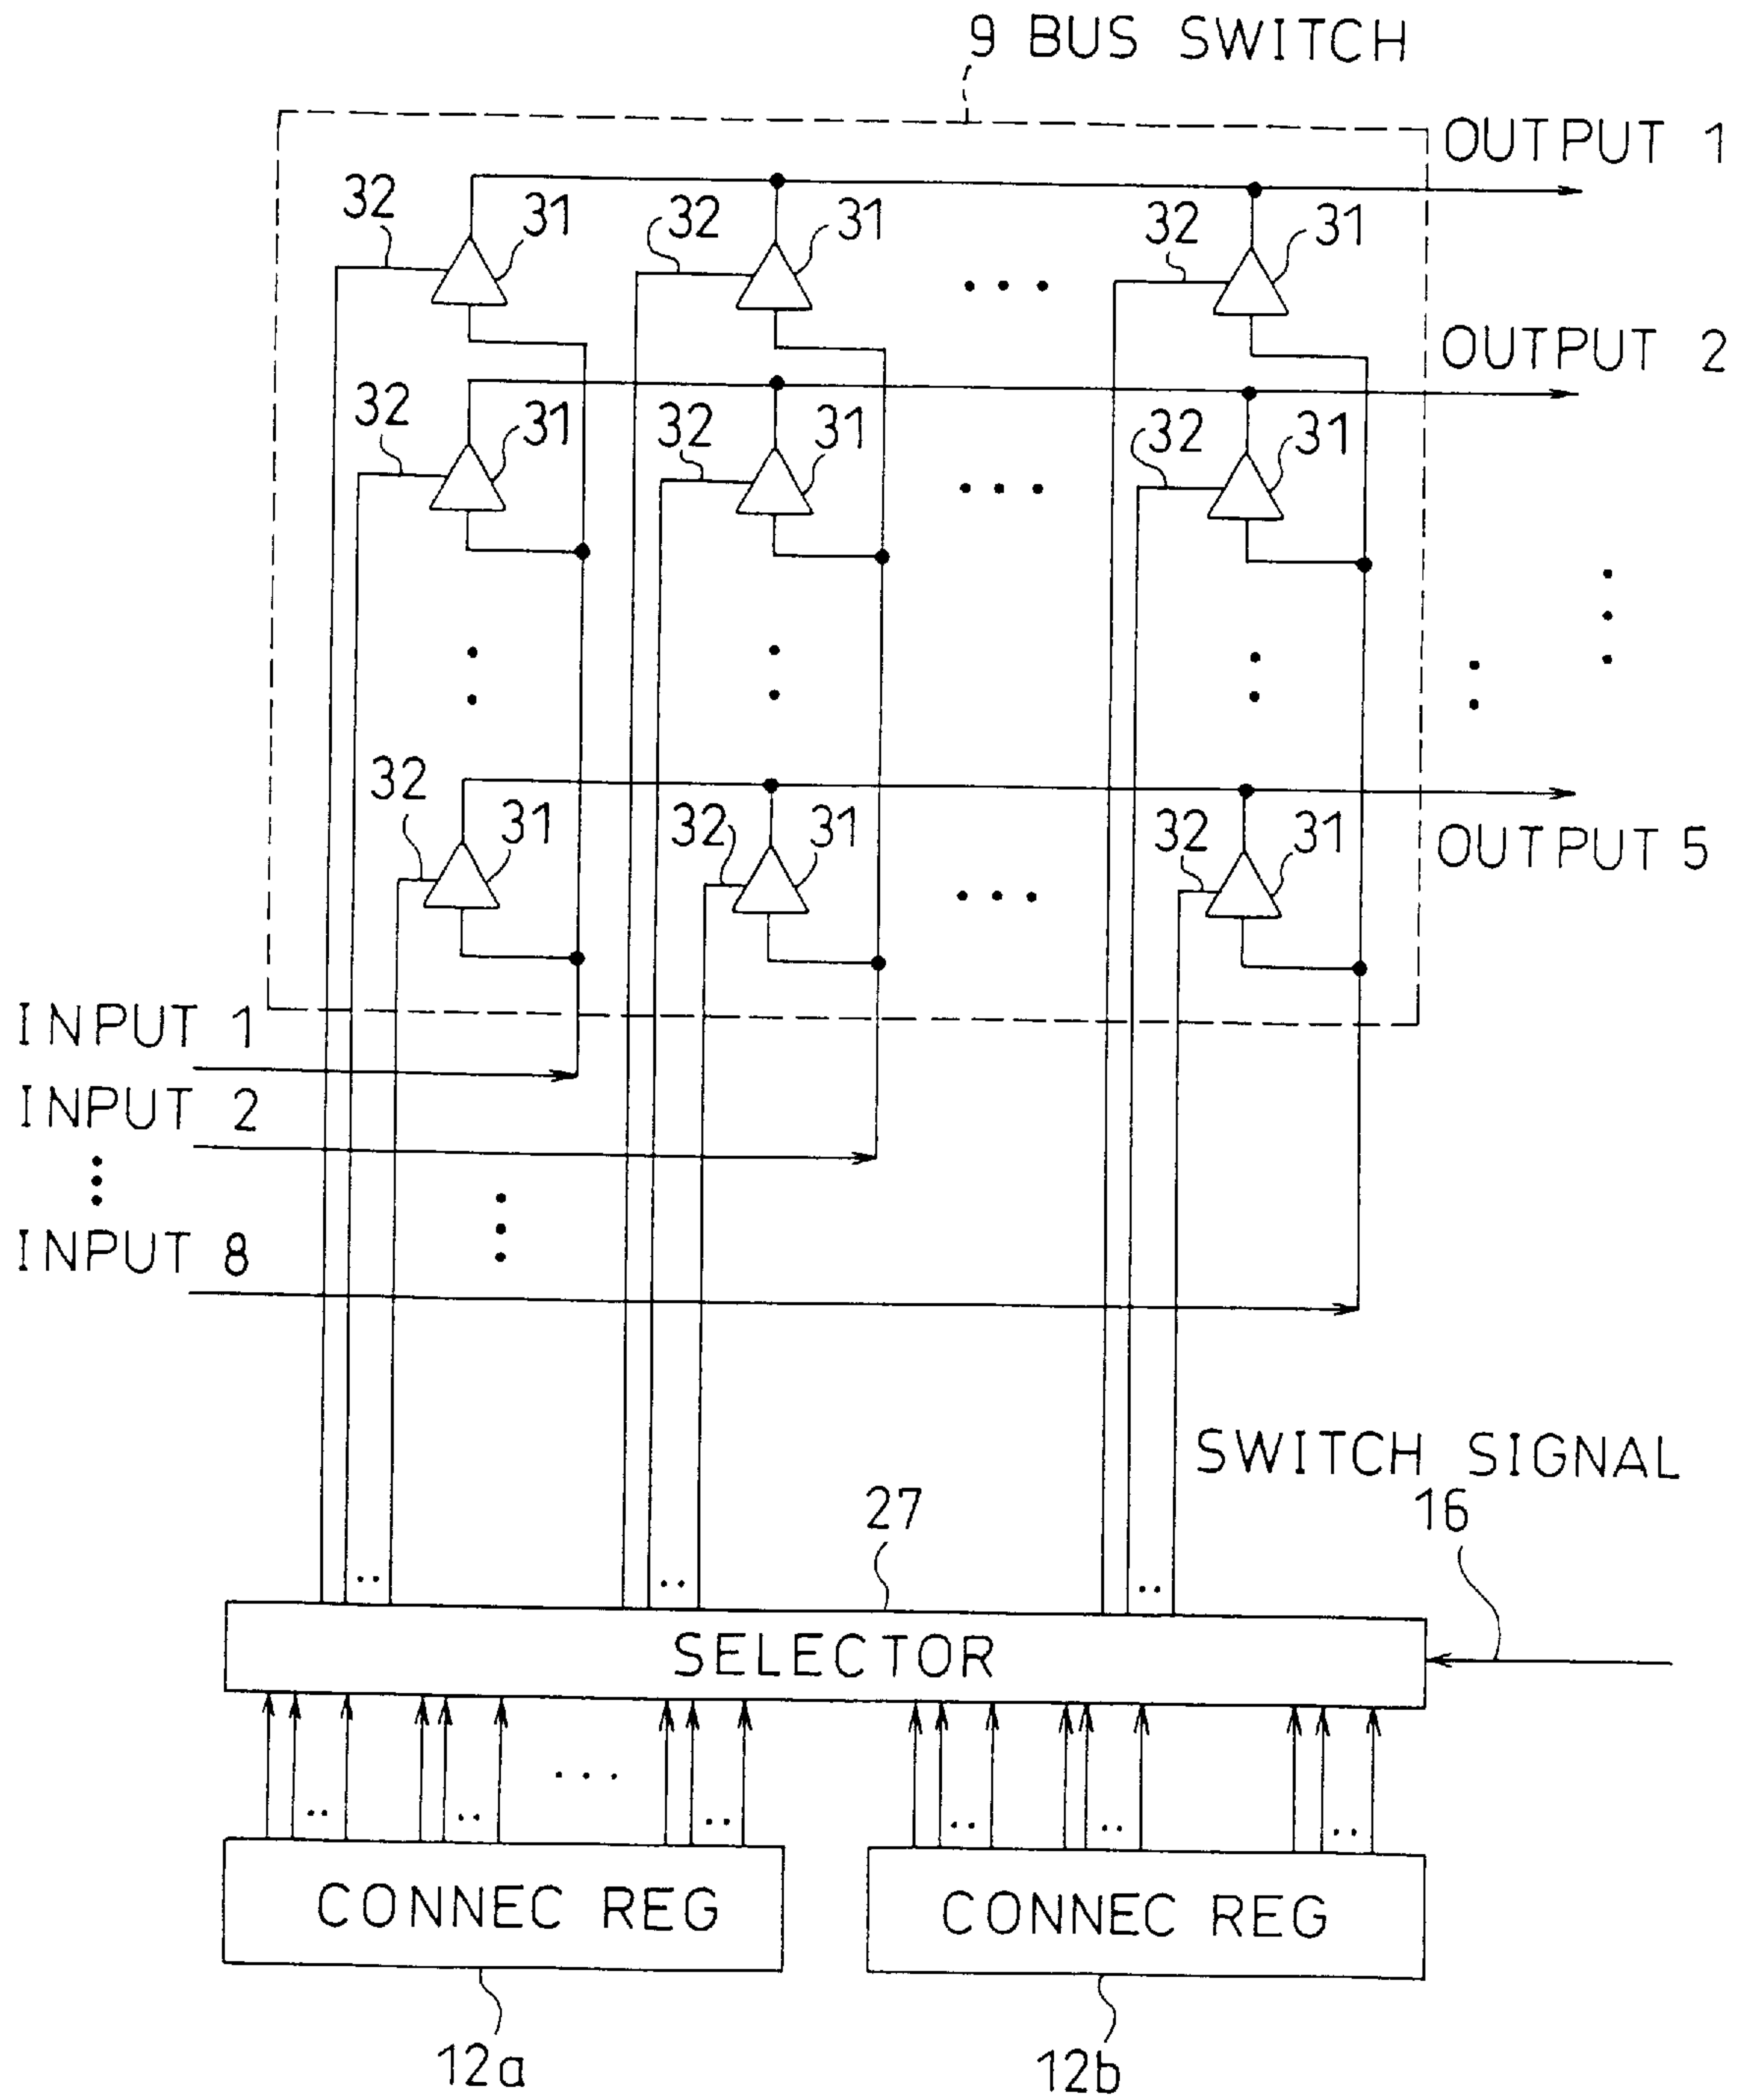 9 BUS SWITCH
OUTPUT 1
32 31 32 31 32 31
OUTPUT 2
32 31 32 31 32 31
32 31 32 31 32 31
OUTPUT 5
INPUT 1
INPUT 2
INPUT 8
SWITCH SIGNAL
27 16
SELECTOR
CONNEC REG CONNEC REG
12a 12b